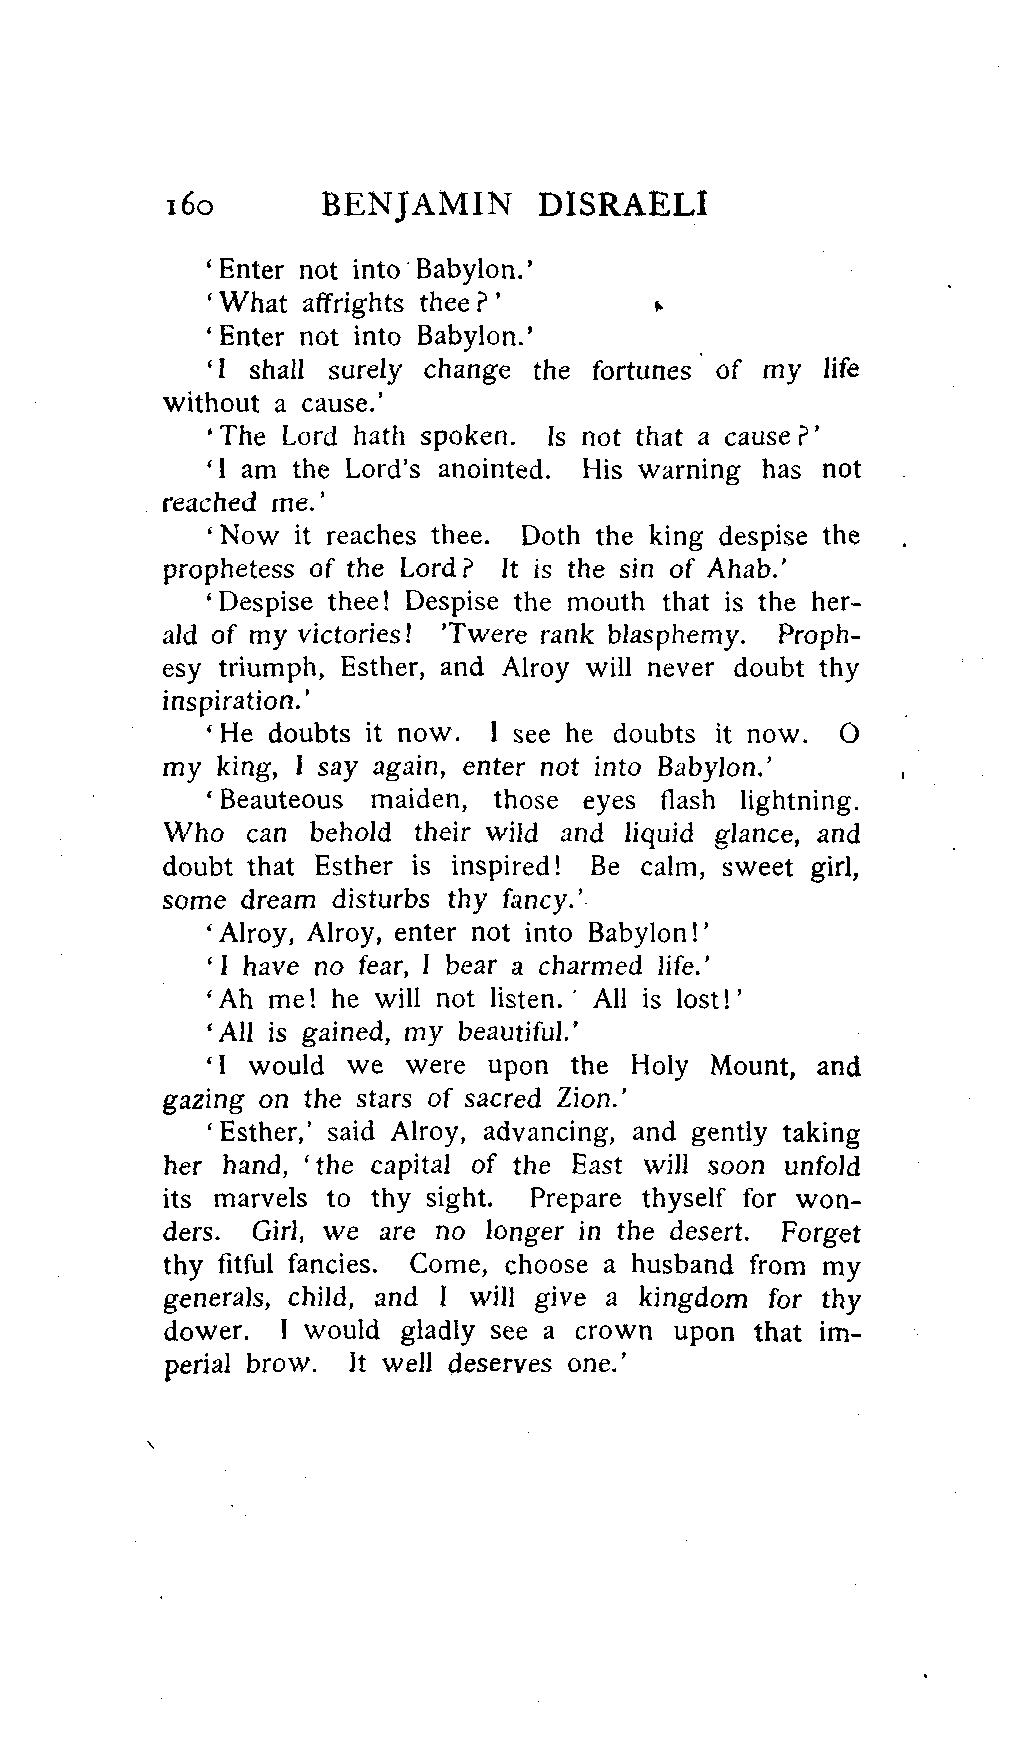 160 BENJAMIN DISRAELI
‘Enter not into Babylon.’
‘What affrights thee?’
‘Enter not into Babylon.’
‘I shall surely change the fortunes of my life
without a cause.’
‘The Lord hath spoken. Is not that a cause?’
‘I am the Lord’s anointed. His warning has not
reached me.’
‘Now it reaches thee. Doth the king despise the
prophetess of the Lord? It is the sin of Ahab.’
‘Despise thee! Despise the mouth that is the her-
ald of my victories! ’Twere rank blasphemy. Proph-
esy triumph, Esther, and Alroy will never doubt thy
inspiration.’
‘He doubts it now. I see he doubts it now. O
my king, I say again, enter not into Babylon.’
‘Beauteous maiden, those eyes flash lightning.
Who can behold their wild and liquid glance, and
doubt that Esther is inspired! Be calm, sweet girl,
some dream disturbs thy fancy.’
‘Alroy, Alroy, enter not into Babylon!’
‘I have no fear, I bear a charmed life.’
‘Ah me! he will not listen. All is lost!’
‘All is gained, my beautiful.’
‘I would we were upon the Holy Mount, and
gazing on the stars of sacred Zion.’
‘Esther,’ said Alroy, advancing, and gently taking
her hand, ‘the capital of the East will soon unfold
its marvels to thy sight. Prepare thyself for won-
ders. Girl, we are no longer in the desert. Forget
thy fitful fancies. Come, choose a husband from my
generals, child, and I will give a kingdom for thy
dower. I would gladly see a crown upon that im-
perial brow. It well deserves one.’